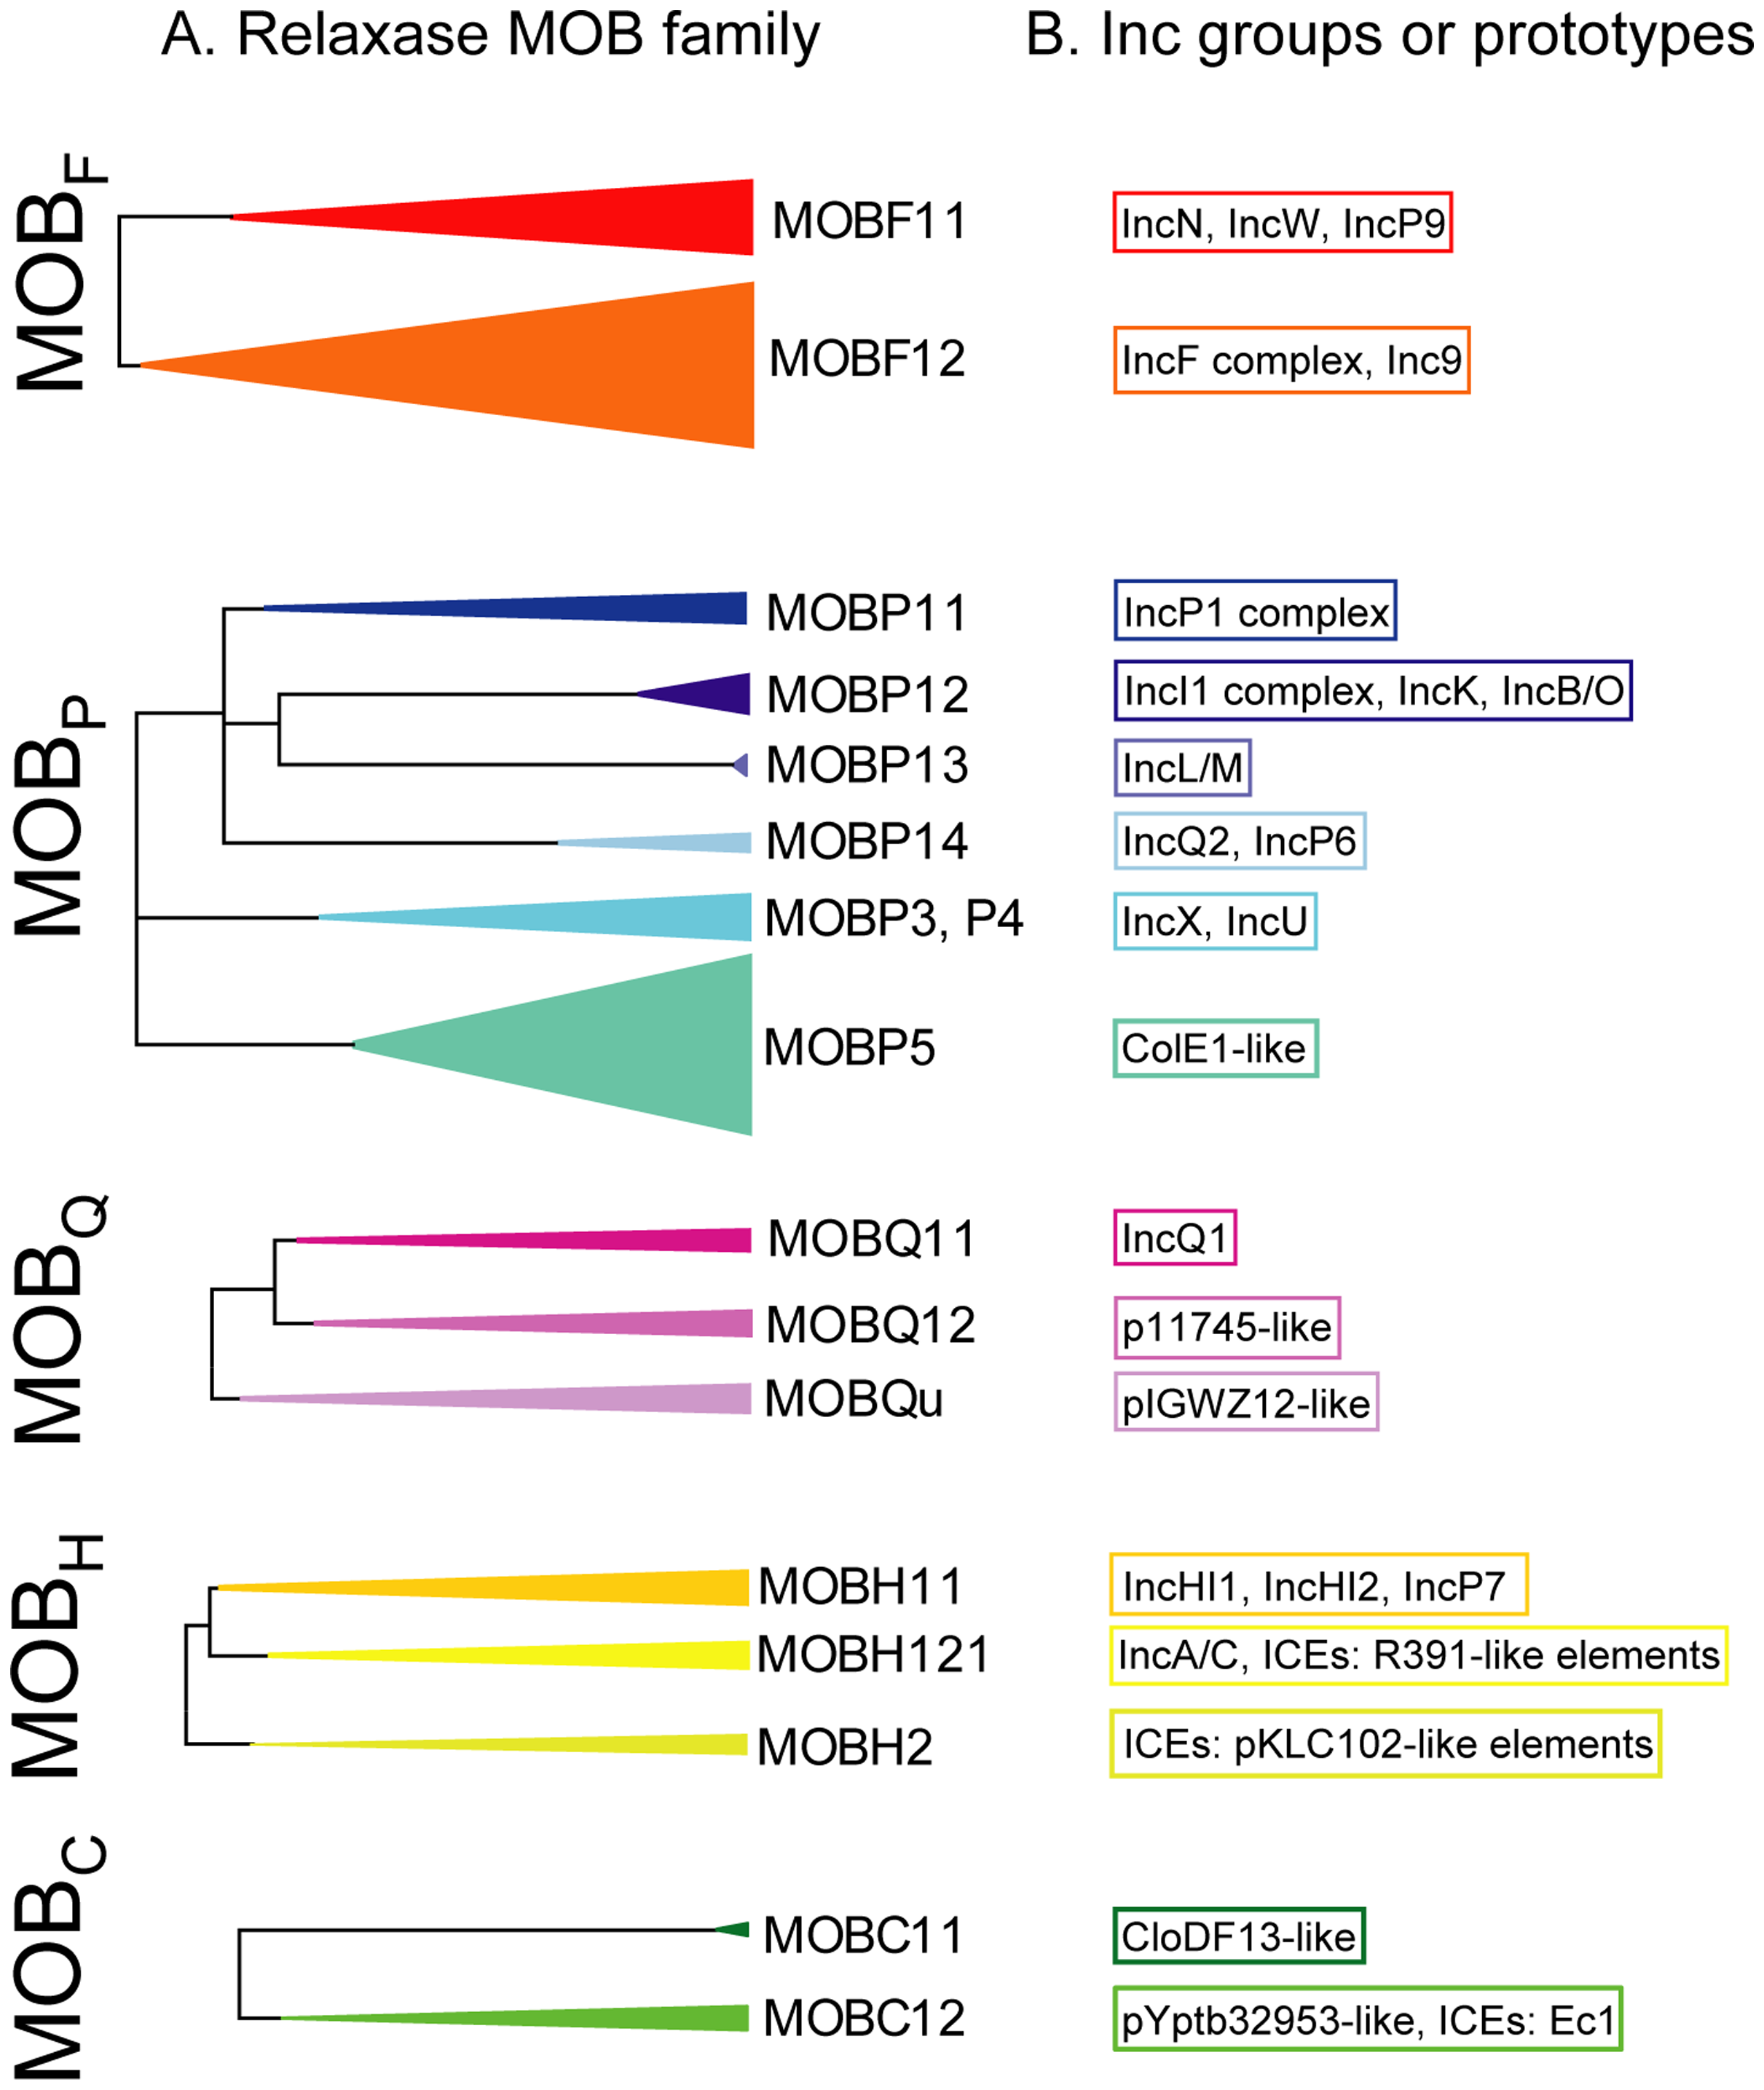 A. Relaxase MOB family B. Inc groups or prototypes
MOBF
MOBF11 IncN, IncW, IncP9
MOBF12 IncF complex, Inc9
MOBP
MOBP11 IncP1 complex
MOBP12 IncI1 complex, IncK, IncB/O
MOBP13 IncL/M
MOBP14 IncQ2, IncP6
MOBP3, P4 IncX, IncU
MOBP5 ColE1-like
MOBQ
MOBQ11 IncQ1
MOBQ12 p11745-like
MOBQu pIGWZ12-like
MOBH
MOBH11 IncHI1, IncHI2, IncP7
MOBH121 IncA/C, ICEs: R391-like elements
MOBH2 ICEs: pKLC102-like elements
MOBC
MOBC11 CloDF13-like
MOBC12 pYptb32953-like, ICEs: Ec1